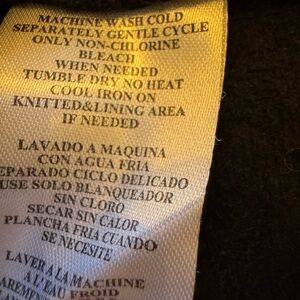 MACHINE WASH COLD
SEPARATELY GENTLE CYCLE
ONLY NON-CHLORINE
BLEACH
WHEN NEEDED
TUMBLE DRY NO HEAT
COOL IRON ON
KNITTED&LINING AREA
IF NEEDED
LAVADO A MAQUINA
CON AGUA FRIA
EPARADO CICLO DELICADO
USE SOLO BLANQUEADOR
SIN CLORO
SECAR SIN CALOR
PLANCHA FRIA CUANDO
SE NECESITE
LAVER A LA MACHINE
A L'EAU FROID